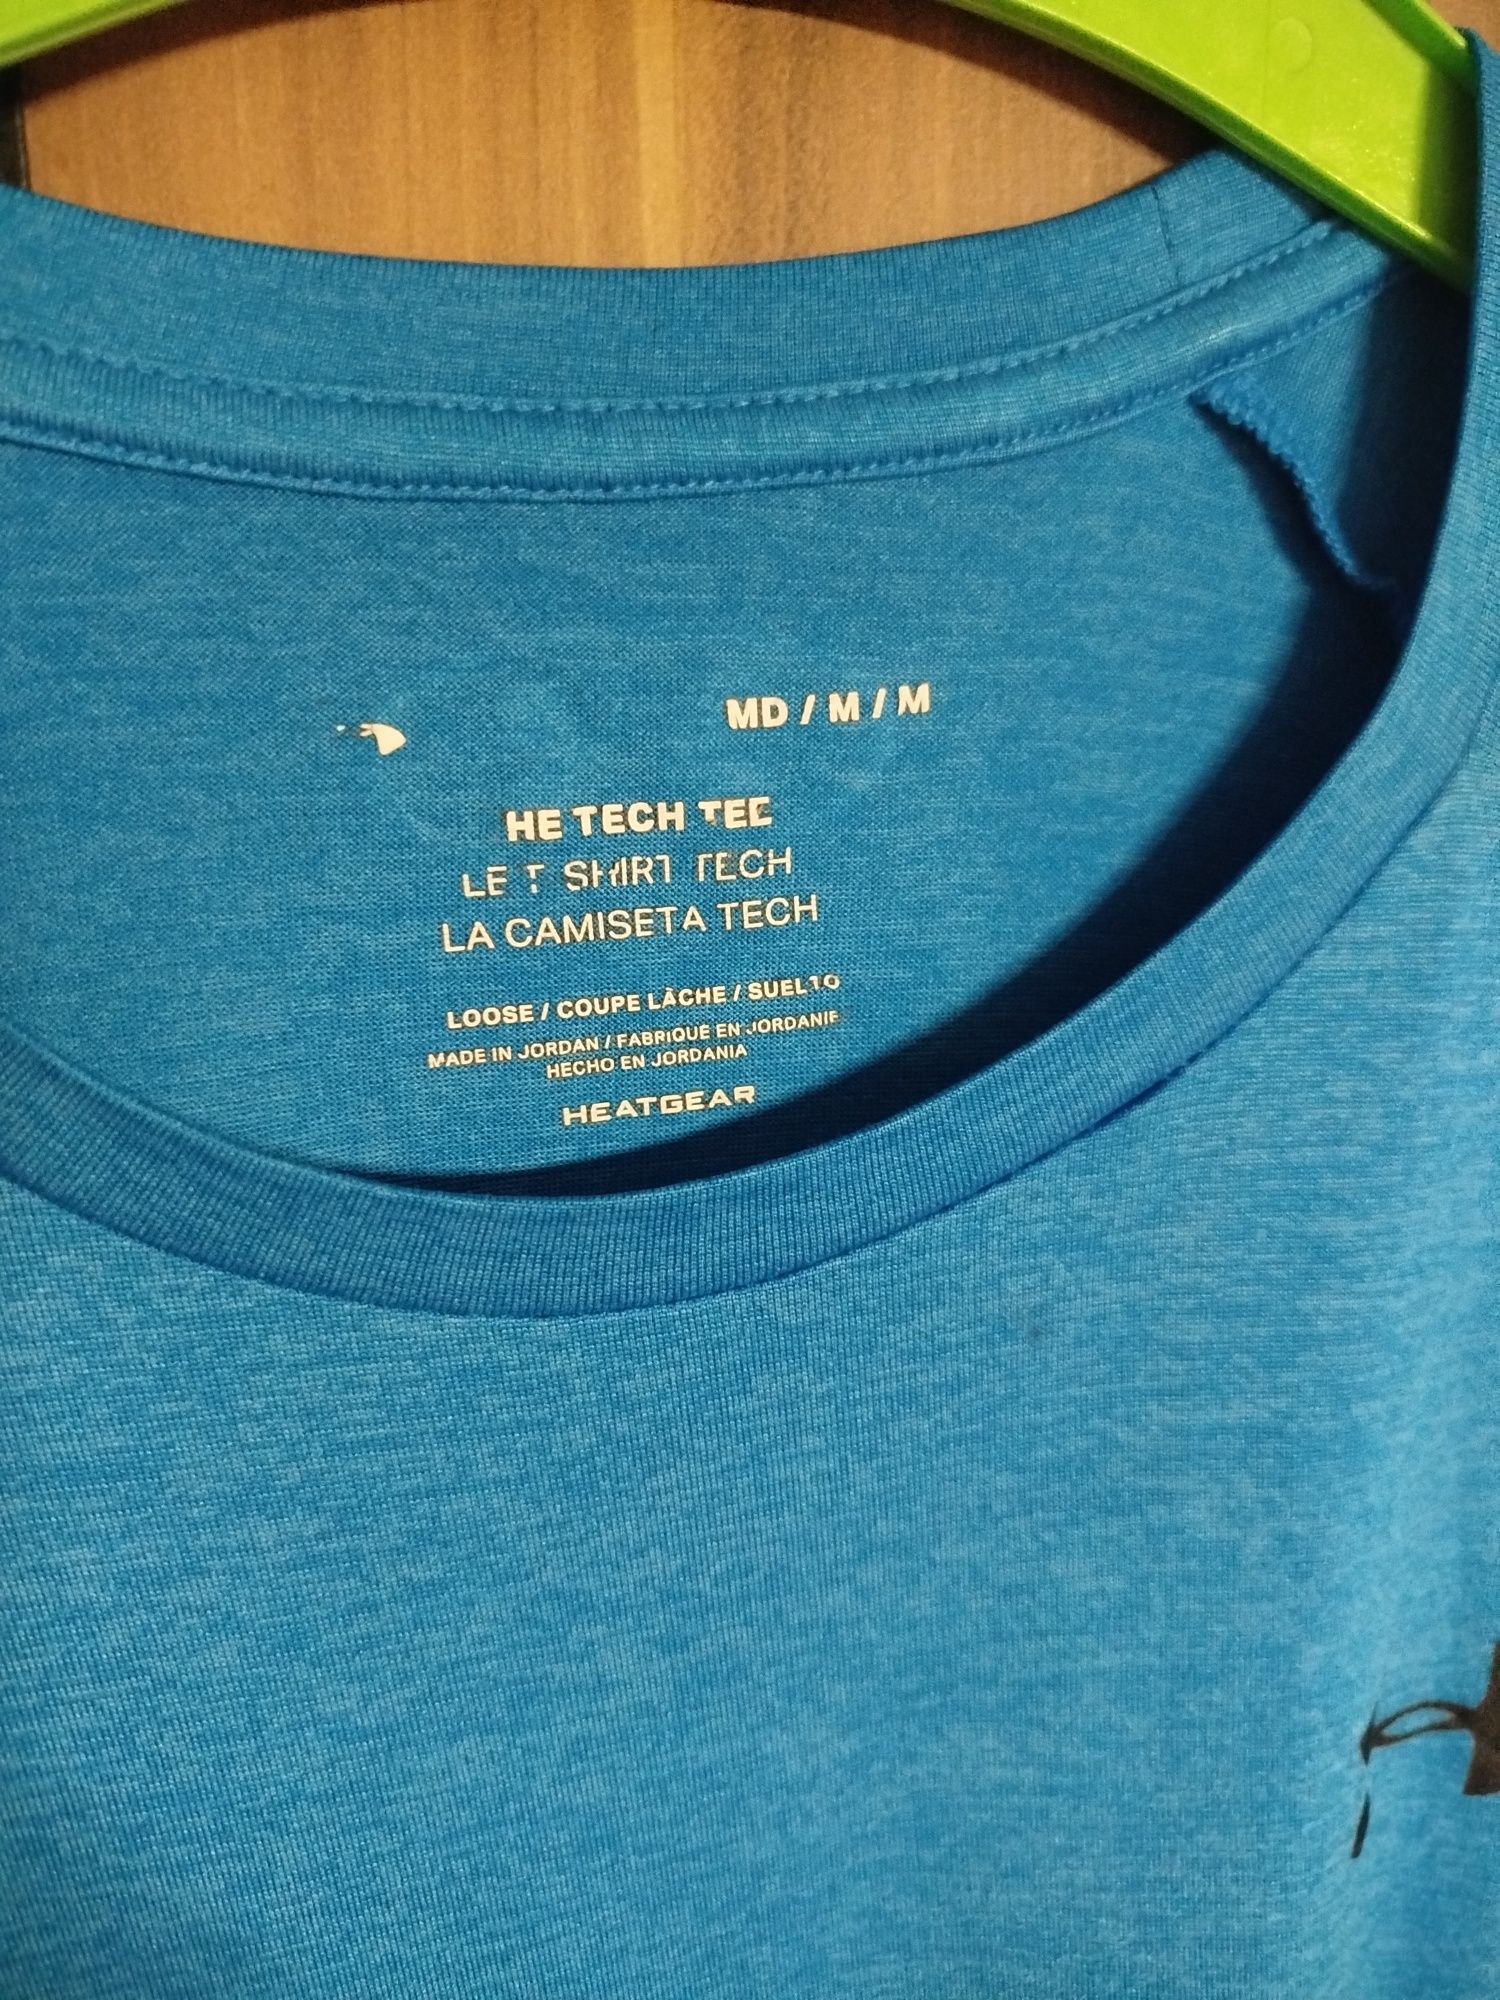 MD / M / M
HE TECH TEE
LE T SHIRT TECH
LA CAMISETA TECH
LOOSE / COUPE LÂCHE / SUELTO
MADE IN JORDAN / FABRIQUÉ EN JORDANIE
HECHO EN JORDANIA
HEATGEAR